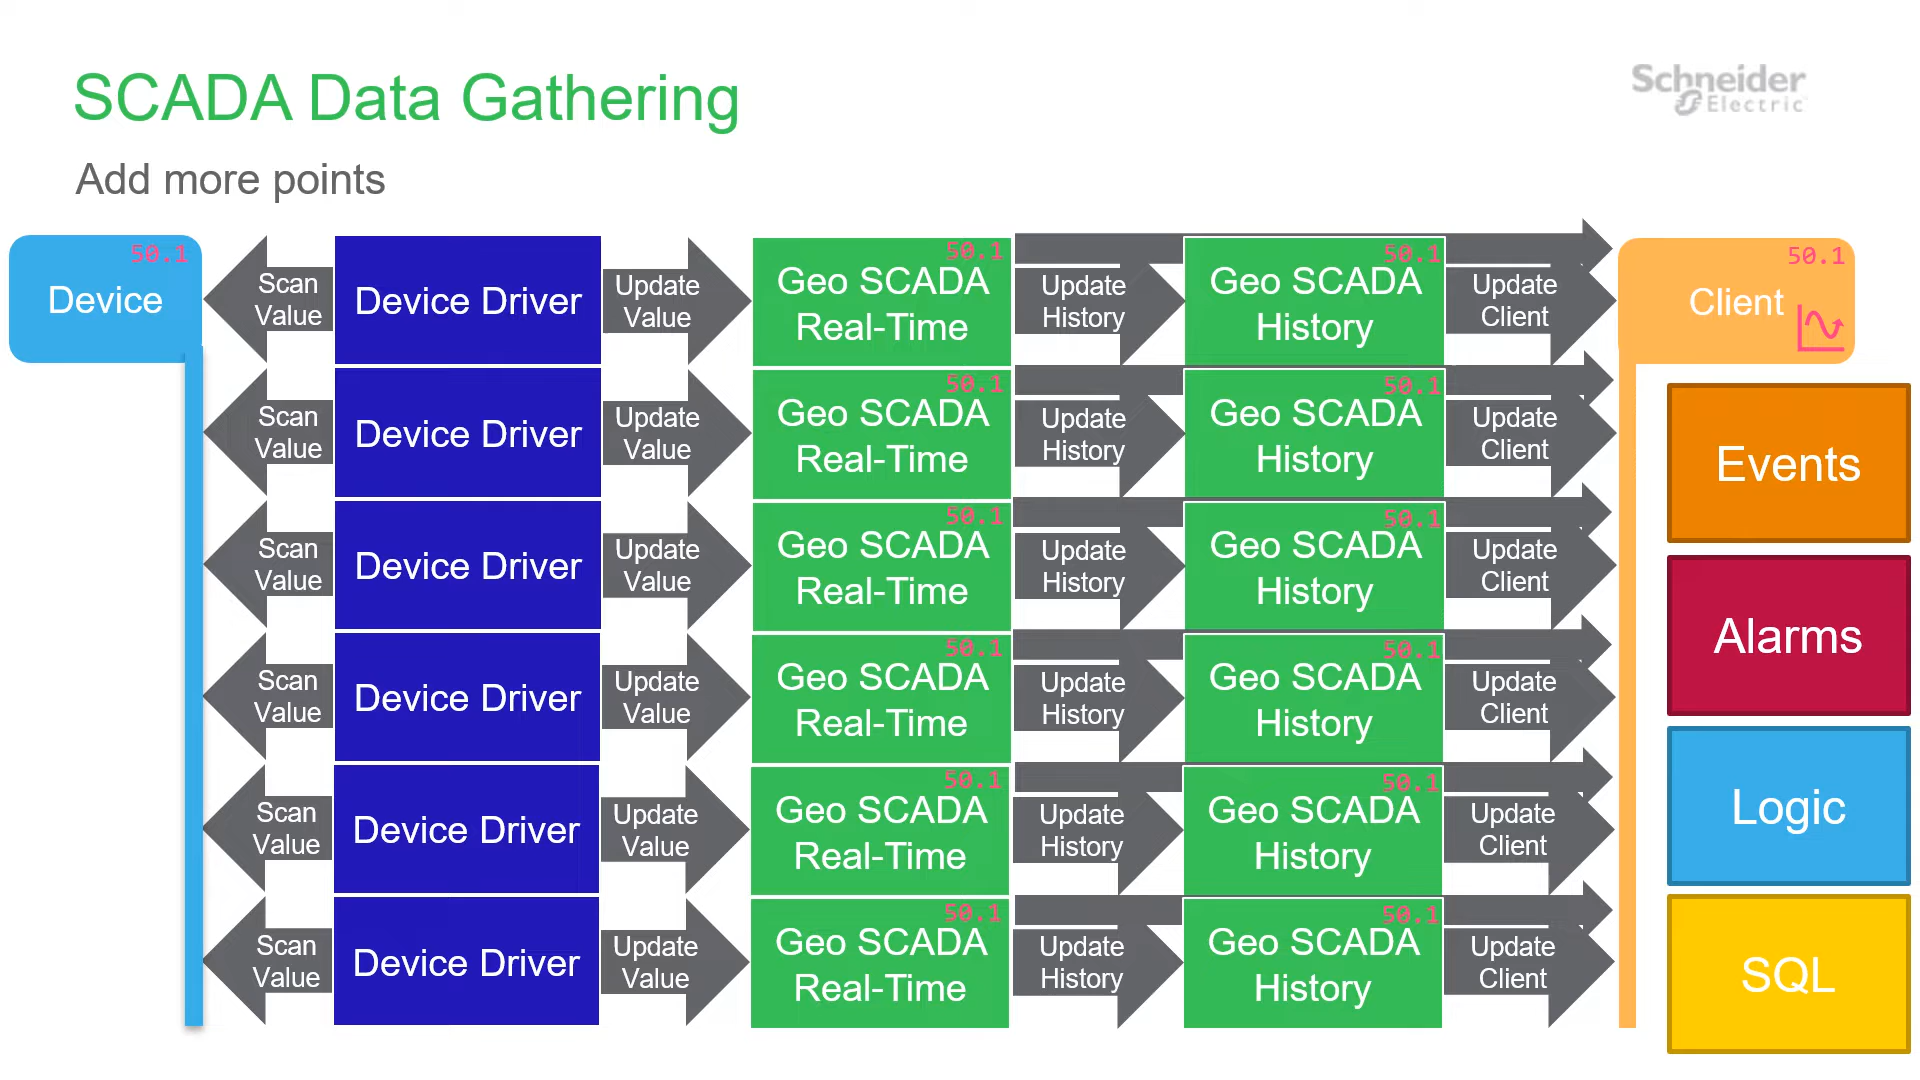 SCADA Data Gathering
Schneider
Electric
Add more points
50.1
Device
Scan
Value
Device Driver
Update
Value
50.1
Geo SCADA
Real-Time
Update
History
50.1
Geo SCADA
History
Update
Client
50.1
Client
Scan
Value
Device Driver
Update
Value
50.1
Geo SCADA
Real-Time
Update
History
50.1
Geo SCADA
History
Update
Client
Events
Scan
Value
Device Driver
Update
Value
50.1
Geo SCADA
Real-Time
Update
History
50.1
Geo SCADA
History
Update
Client
Alarms
Scan
Value
Device Driver
Update
Value
50.1
Geo SCADA
Real-Time
Update
History
50.1
Geo SCADA
History
Update
Client
Logic
Scan
Value
Device Driver
Update
Value
50.1
Geo SCADA
Real-Time
Update
History
50.1
Geo SCADA
History
Update
Client
SQL
Scan
Value
Device Driver
Update
Value
50.1
Geo SCADA
Real-Time
Update
History
50.1
Geo SCADA
History
Update
Client